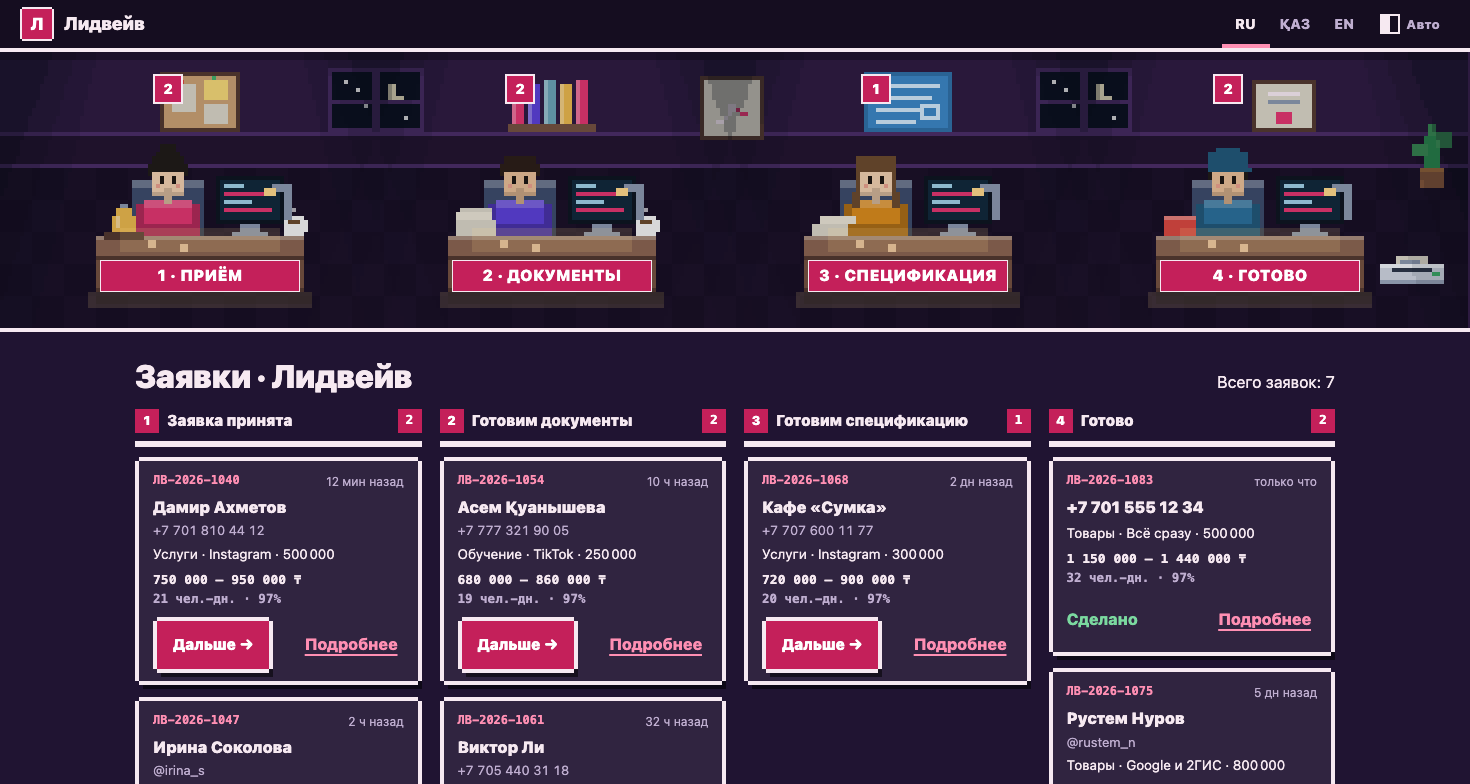 Л Лидвейв
RU ҚАЗ EN Авто
2 2 1 2
1 · ПРИЁМ
2 · ДОКУМЕНТЫ
3 · СПЕЦИФИКАЦИЯ
4 · ГОТОВО
Заявки · Лидвейв
Всего заявок: 7
1 Заявка принята 2
ЛВ-2026-1040 12 мин назад
Дамир Ахметов
+7 701 810 44 12
Услуги · Instagram · 500 000
750 000 — 950 000 ₸
21 чел.-дн. · 97%
Дальше → Подробнее
ЛВ-2026-1047 2 ч назад
Ирина Соколова
@irina_s
2 Готовим документы 2
ЛВ-2026-1054 10 ч назад
Асем Қуанышева
+7 777 321 90 05
Обучение · TikTok · 250 000
680 000 — 860 000 ₸
19 чел.-дн. · 97%
Дальше → Подробнее
ЛВ-2026-1061 32 ч назад
Виктор Ли
+7 705 440 31 18
3 Готовим спецификацию 1
ЛВ-2026-1068 2 дн назад
Кафе «Сумка»
+7 707 600 11 77
Услуги · Instagram · 300 000
720 000 — 900 000 ₸
20 чел.-дн. · 97%
Дальше → Подробнее
4 Готово 2
ЛВ-2026-1083 только что
+7 701 555 12 34
Товары · Всё сразу · 500 000
1 150 000 — 1 440 000 ₸
32 чел.-дн. · 97%
Сделано Подробнее
ЛВ-2026-1075 5 дн назад
Рустем Нуров
@rustem_n
Товары · Google и 2ГИС · 800 000